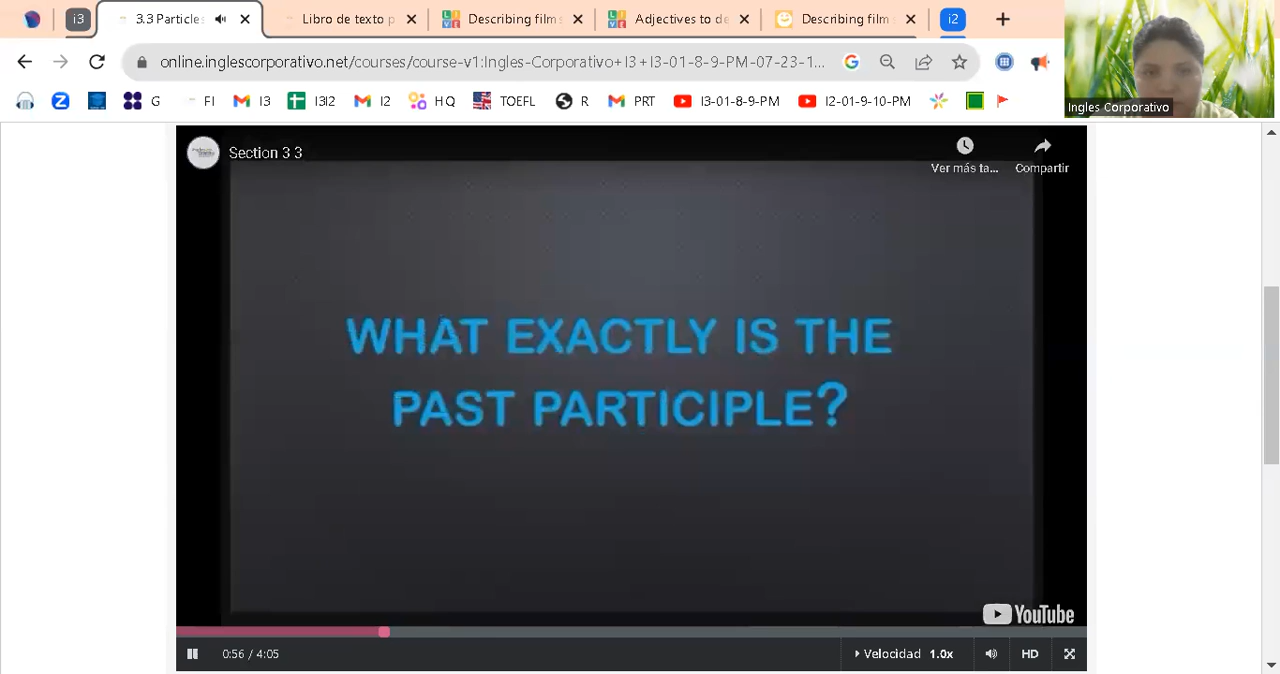 i3
3.3 Particles
Libro de texto p
Describing films
Adjectives to de
Describing film
i2
online.inglescorporativo.net/courses/course-v1:Ingles-Corporativo+I3+I3-01-8-9-PM-07-23-1...
G
FI
I3
I3I2
I2
HQ
TOEFL
R
PRT
I3-01-8-9-PM
I2-01-9-10-PM
Ingles Corporativo
Section 3 3
Ver más ta...
Compartir
WHAT EXACTLY IS THE
PAST PARTICIPLE?
YouTube
0:56 / 4:05
Velocidad 1.0x
HD